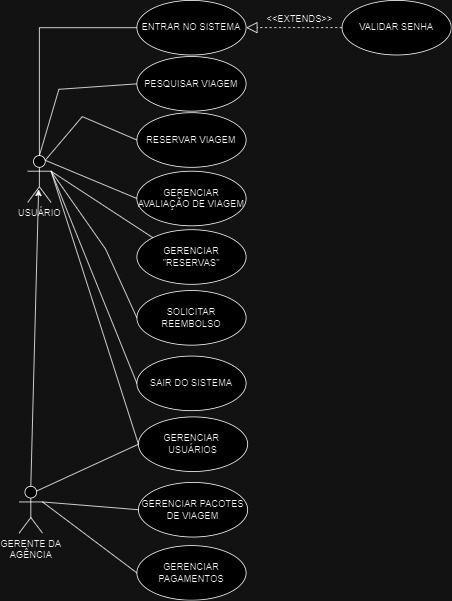 ENTRAR NO SISTEMA
<<EXTENDS>>
VALIDAR SENHA
PESQUISAR VIAGEM
RESERVAR VIAGEM
USUÁRIO
GERENCIAR
AVALIAÇÃO DE VIAGEM
GERENCIAR
"RESERVAS"
SOLICITAR
REEMBOLSO
SAIR DO SISTEMA
GERENCIAR
USUÁRIOS
GERENCIAR PACOTES
DE VIAGEM
GERENTE DA
AGÊNCIA
GERENCIAR
PAGAMENTOS